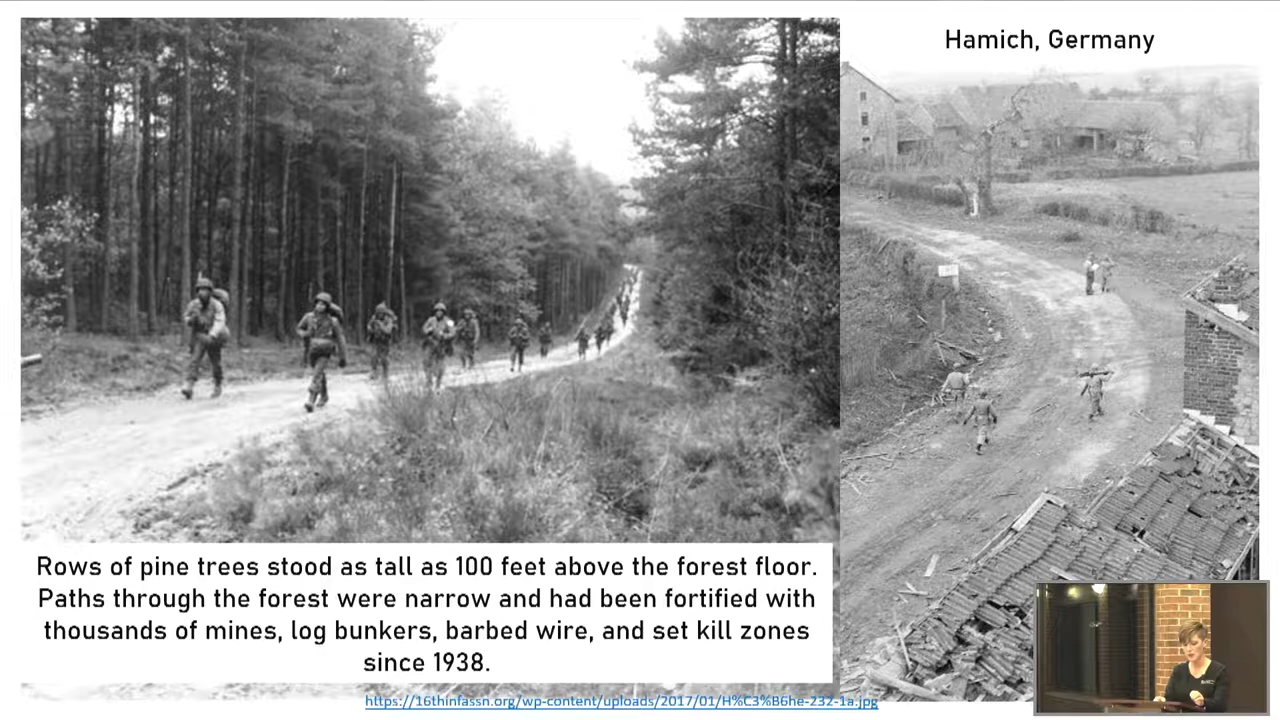 Hamich, Germany
Rows of pine trees stood as tall as 100 feet above the forest floor.
Paths through the forest were narrow and had been fortified with
thousands of mines, log bunkers, barbed wire, and set kill zones
since 1938.
https://16thinfassn.org/wp-content/uploads/2017/01/H%C3%B6he-232-1a.jpg